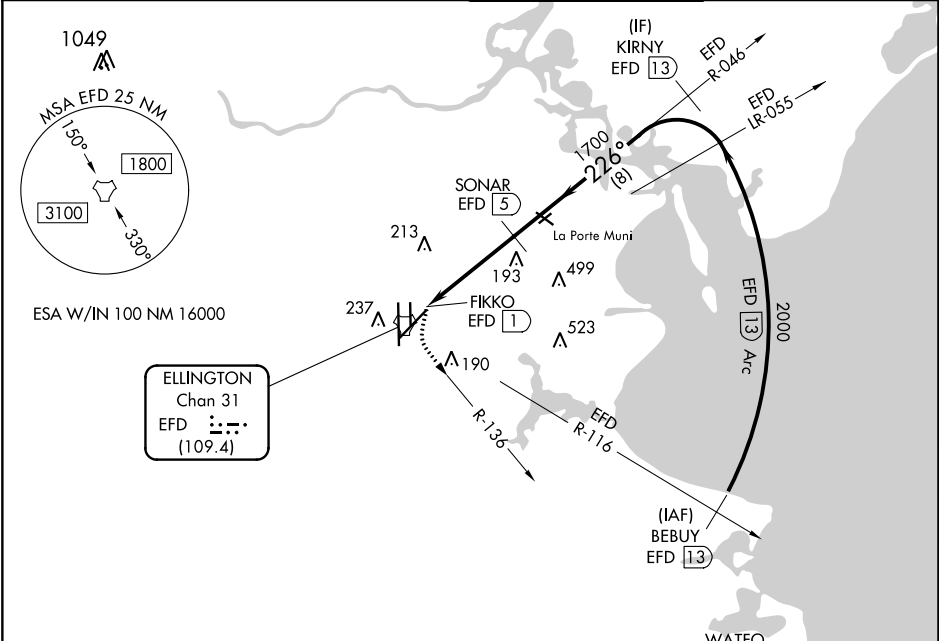 1049
MSA EFD 25 NM
150°
1800
3100
330°
ESA W/IN 100 NM 16000
(IF)
KIRNY
EFD 13
EFD
R-046
EFD
LR-055
1700
226°
(8)
SONAR
EFD 5
La Porte Muni
213
193
499
237
FIKKO
EFD 1
523
190
EFD 13 Arc
2000
ELLINGTON
Chan 31
EFD
(109.4)
R-136
EFD
R-116
(IAF)
BEBUY
EFD 13